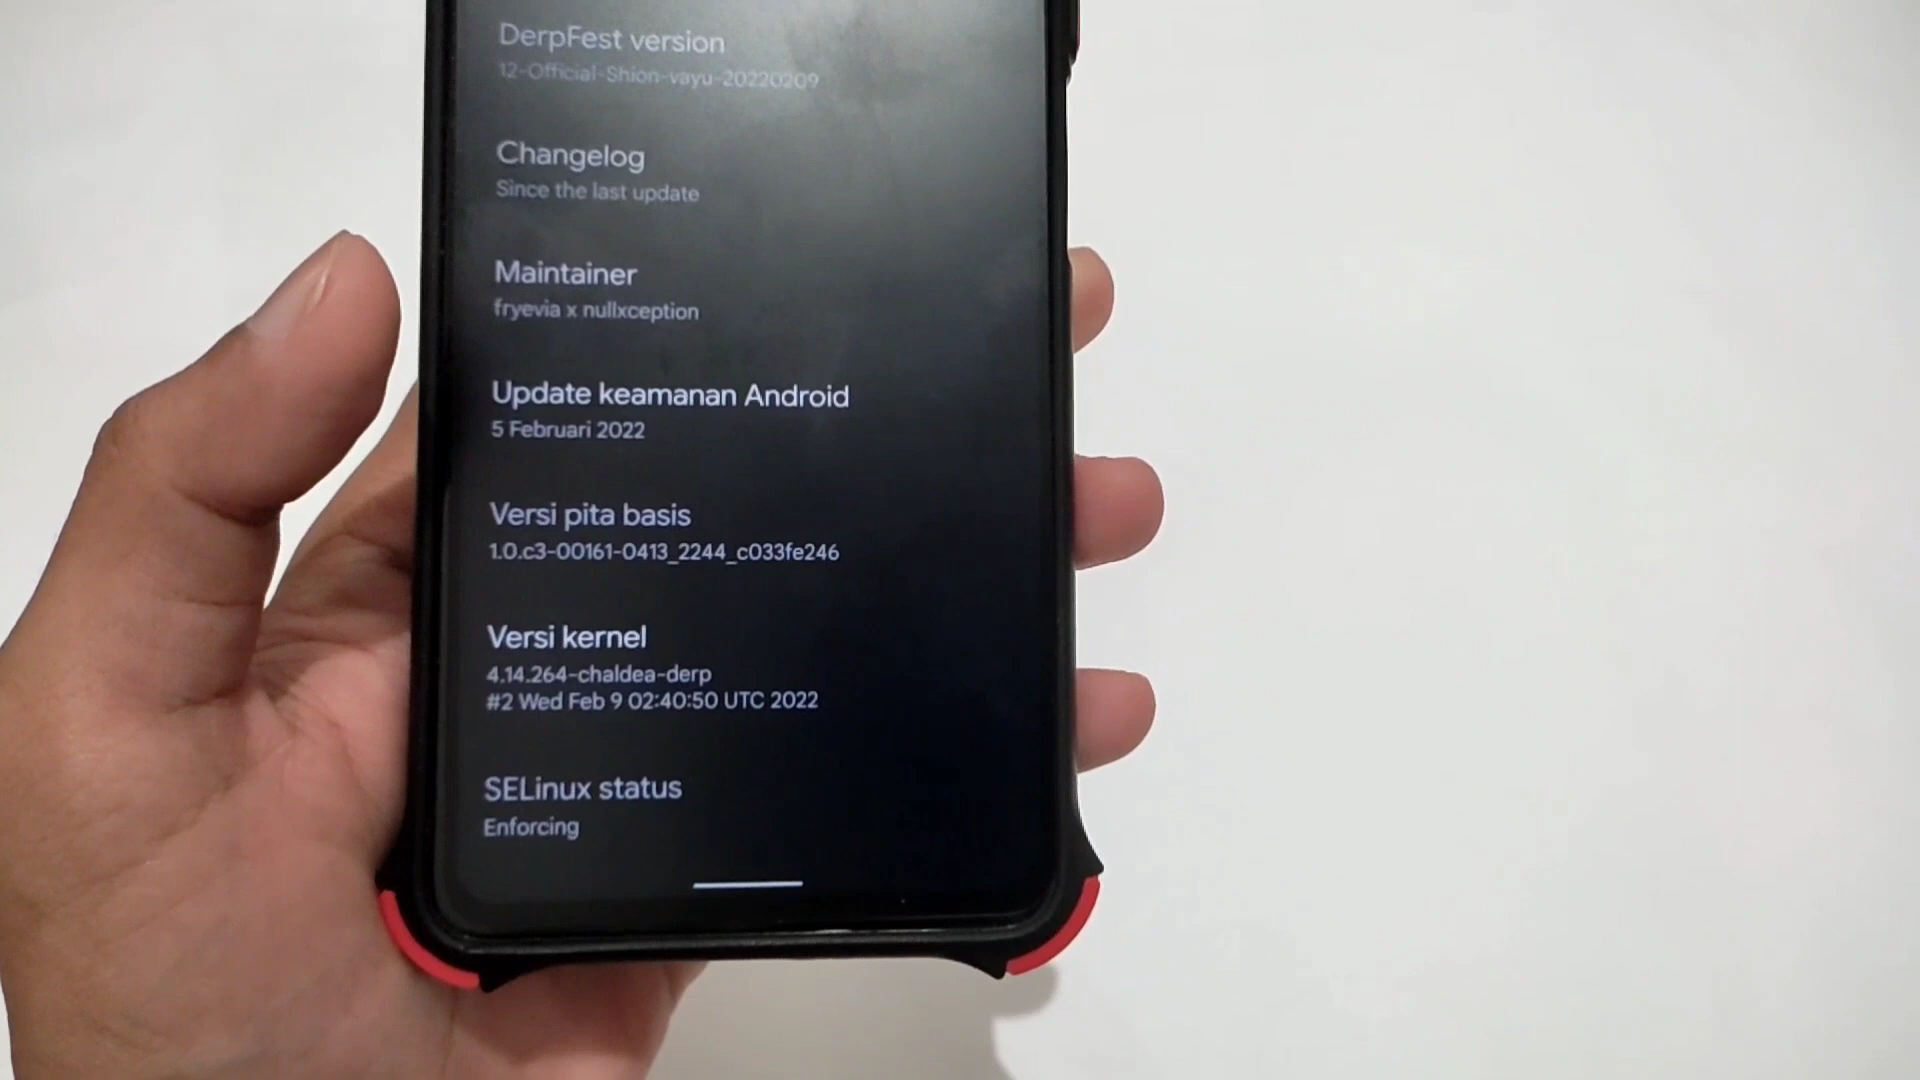 DerpFest version
12-Official-Shion-vayu-20220209
Changelog
Since the last update
Maintainer
fryevia x nullxception
Update keamanan Android
5 Februari 2022
Versi pita basis
1.0.c3-00161-0413_2244_c033fe246
Versi kernel
4.14.264-chaldea-derp
#2 Wed Feb 9 02:40:50 UTC 2022
SELinux status
Enforcing